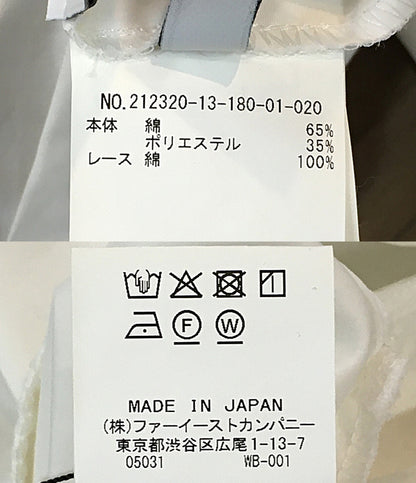 NO.212320-13-180-01-020
本体 綿 65%
ポリエステル 35%
レース 綿 100%
F W
MADE IN JAPAN
(株)ファーイーストカンパニー
東京都渋谷区広尾1-13-7
05031 WB-001